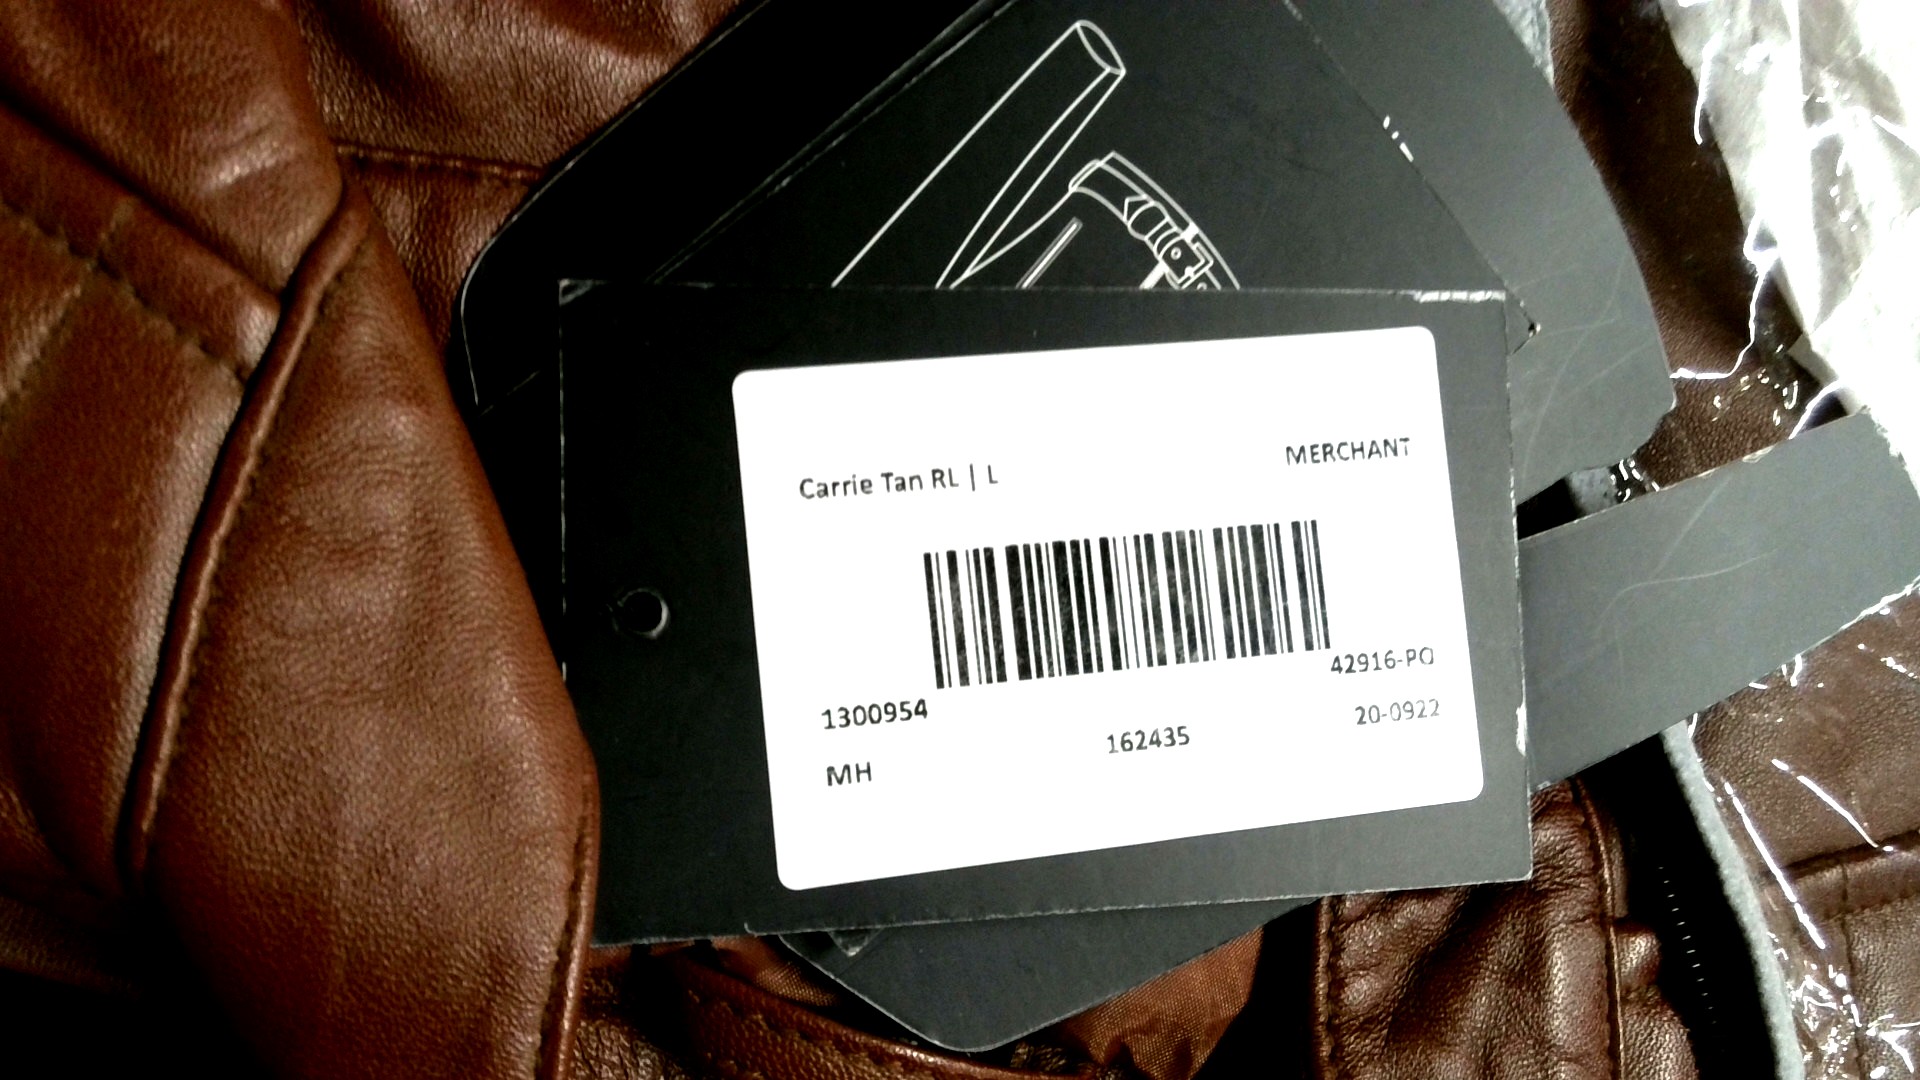 Carrie Tan RL | L
MERCHANT
42916-PO
1300954
20-0922
162435
MH